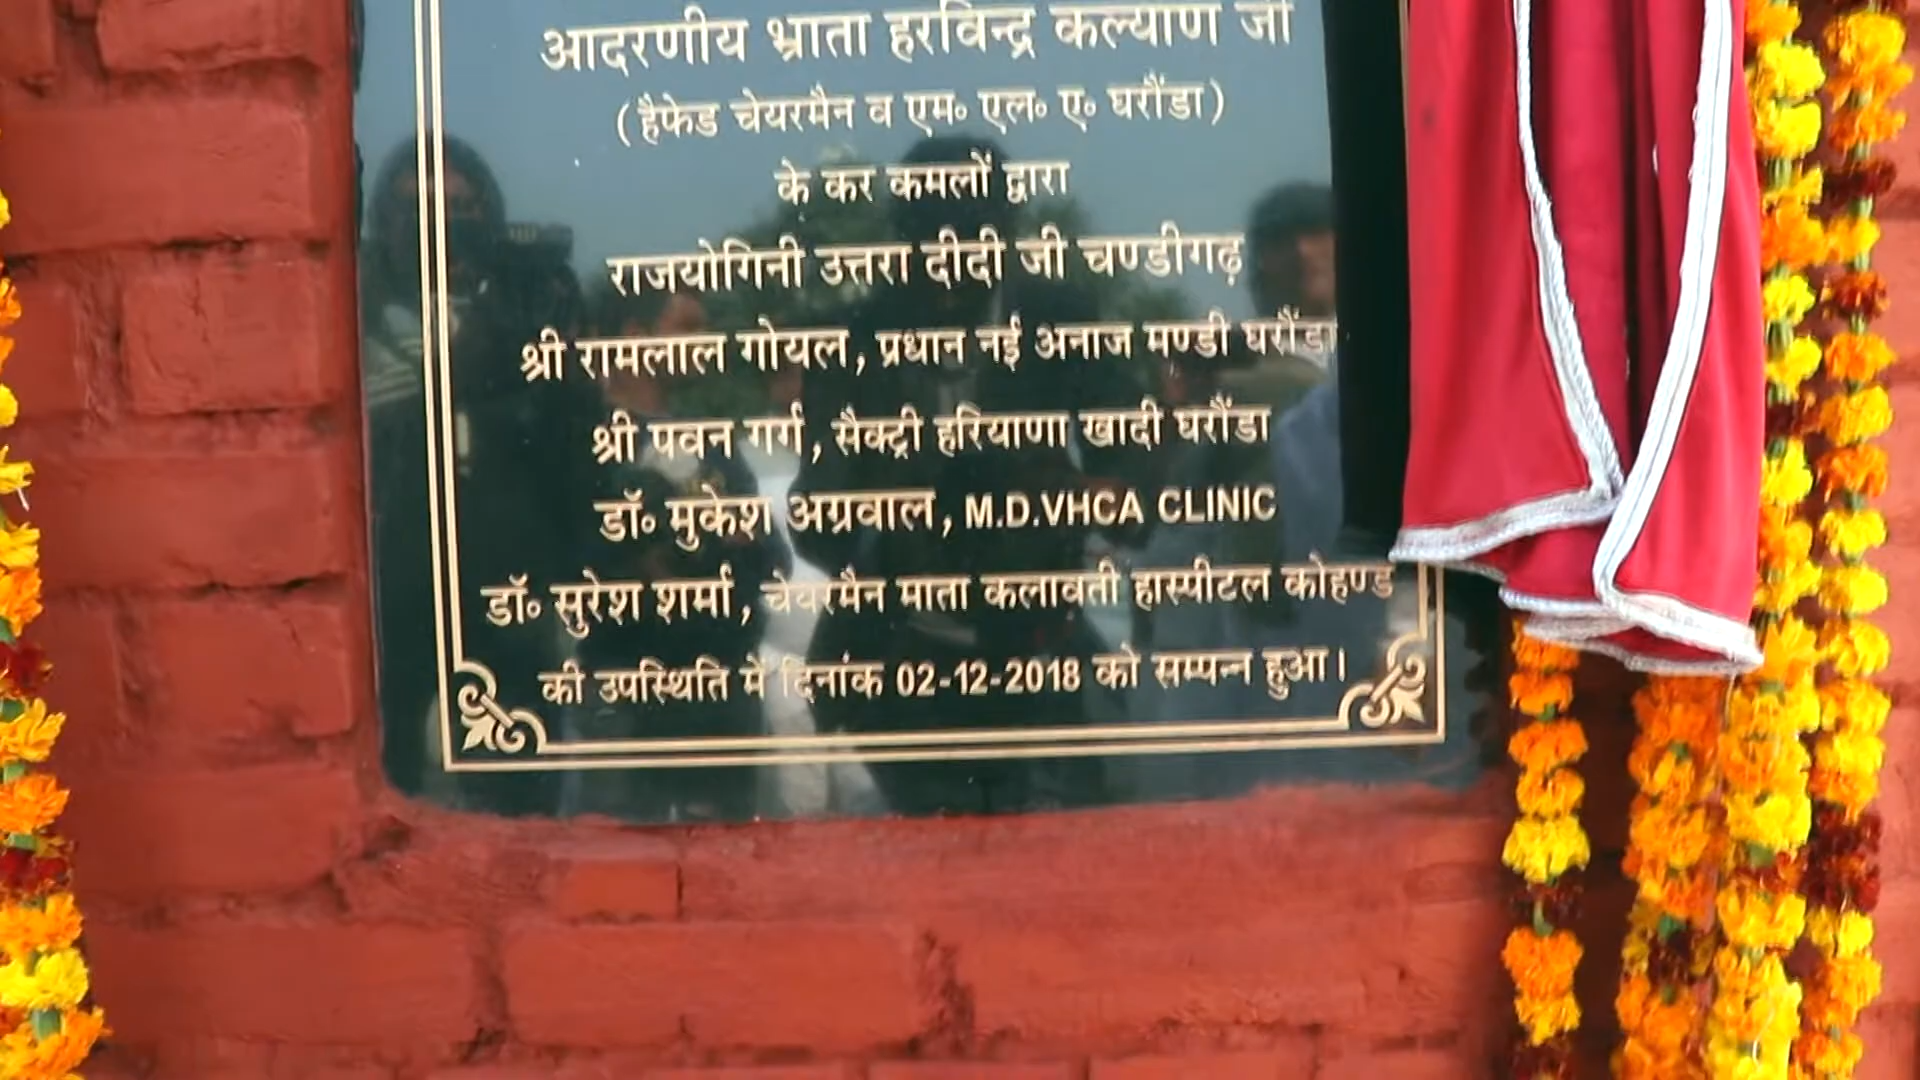 आदरणीय भ्राता हरविन्द्र कल्याण जी
(हैफेड चेयरमैन व एम॰ एल॰ ए॰ घरौंडा)
के कर कमलों द्वारा
राजयोगिनी उत्तरा दीदी जी चण्डीगढ़
श्री रामलाल गोयल, प्रधान नई अनाज मण्डी घरौंडा
श्री पवन गर्ग, सैक्ट्री हरियाणा खादी घरौंडा
डॉ॰ मुकेश अग्रवाल, M.D.VHCA CLINIC
डॉ॰ सुरेश शर्मा, चेयरमैन माता कलावती हास्पीटल कोहण्ड
की उपस्थिति में दिनांक 02-12-2018 को सम्पन्न हुआ।